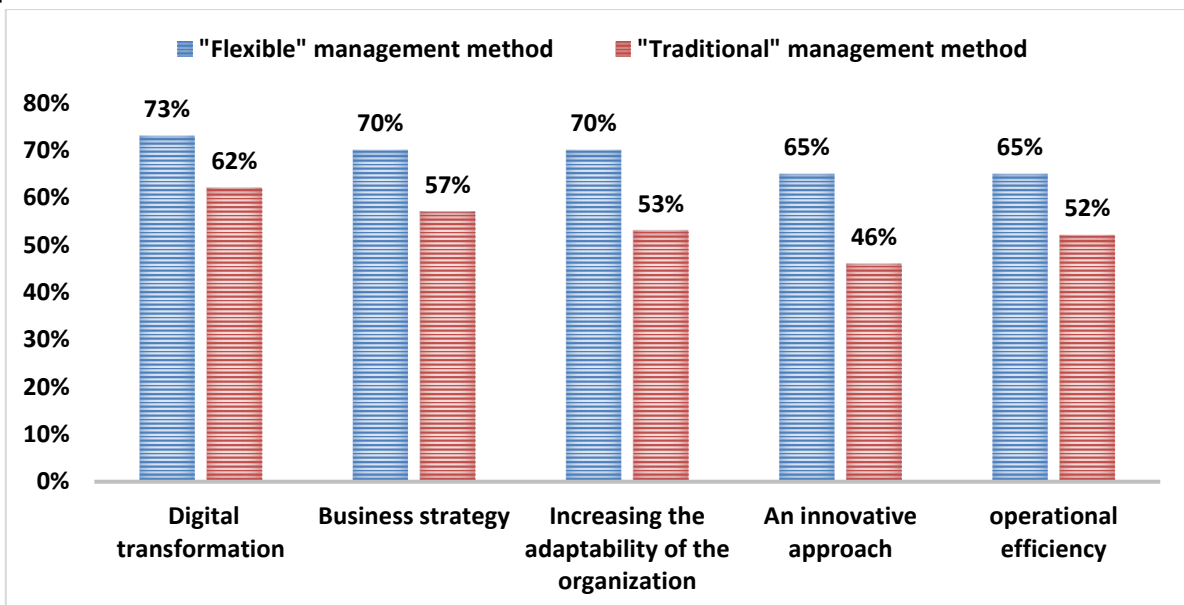 "Flexible" management method "Traditional" management method
80%
70%
60%
50%
40%
30%
20%
10%
0%
73%
62%
70%
57%
70%
53%
65%
46%
65%
52%
Digital
transformation
Business strategy
Increasing the
adaptability of the
organization
An innovative
approach
operational
efficiency